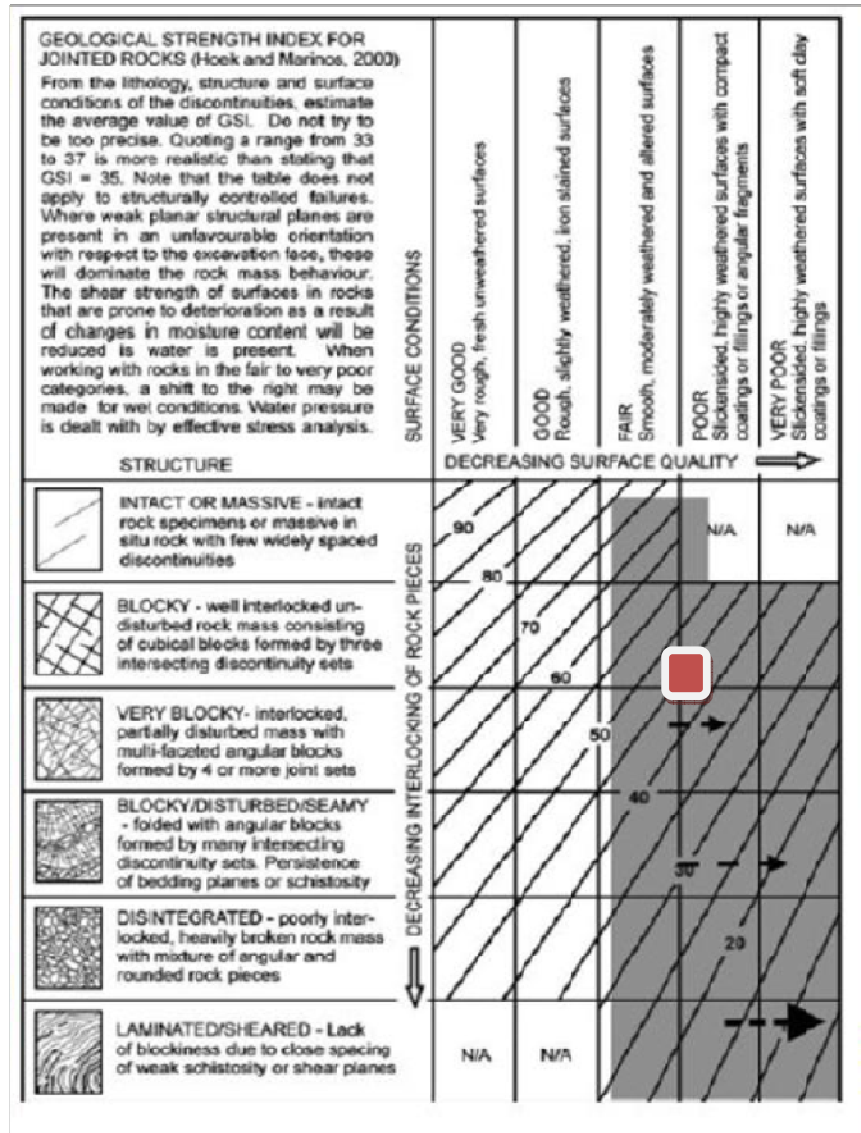 GEOLOGICAL STRENGTH INDEX FOR
JOINTED ROCKS (Hoek and Marinos, 2000)
From the lithology, structure and surface
conditions of the discontinuities, estimate
the average value of GSI. Do not try to
be too precise. Quoting a range from 33
to 37 is more realistic than stating that
GSI = 35. Note that the table does not
apply to structurally controlled failures.
Where weak planar structural planes are
present in an unfavourable orientation
with respect to the excavation face, these
will dominate the rock mass behaviour.
The shear strength of surfaces in rocks
that are prone to deterioration as a result
of changes in moisture content will be
reduced is water is present. When
working with rocks in the fair to very poor
categories, a shift to the right may be
made for wet conditions. Water pressure
is dealt with by effective stress analysis.
STRUCTURE
SURFACE CONDITIONS
VERY GOOD
Very rough, fresh unweathered surfaces
GOOD
Rough, slightly weathered, iron stained surfaces
FAIR
Smooth, moderately weathered and altered surfaces
POOR
Slickensided, highly weathered surfaces with compact
coatings or fillings or angular fragments
VERY POOR
Slickensided, highly weathered surfaces with soft clay
coatings or fillings
DECREASING SURFACE QUALITY
DECREASING INTERLOCKING OF ROCK PIECES
INTACT OR MASSIVE - intact
rock specimens or massive in
situ rock with few widely spaced
discontinuities
90
80
N/A
N/A
BLOCKY - well interlocked un-
disturbed rock mass consisting
of cubical blocks formed by three
intersecting discontinuity sets
70
60
VERY BLOCKY- interlocked,
partially disturbed mass with
multi-faceted angular blocks
formed by 4 or more joint sets
50
BLOCKY/DISTURBED/SEAMY
- folded with angular blocks
formed by many intersecting
discontinuity sets. Persistence
of bedding planes or schistosity
40
30
DISINTEGRATED - poorly inter-
locked, heavily broken rock mass
with mixture of angular and
rounded rock pieces
20
LAMINATED/SHEARED - Lack
of blockiness due to close spacing
of weak schistosity or shear planes
N/A
N/A